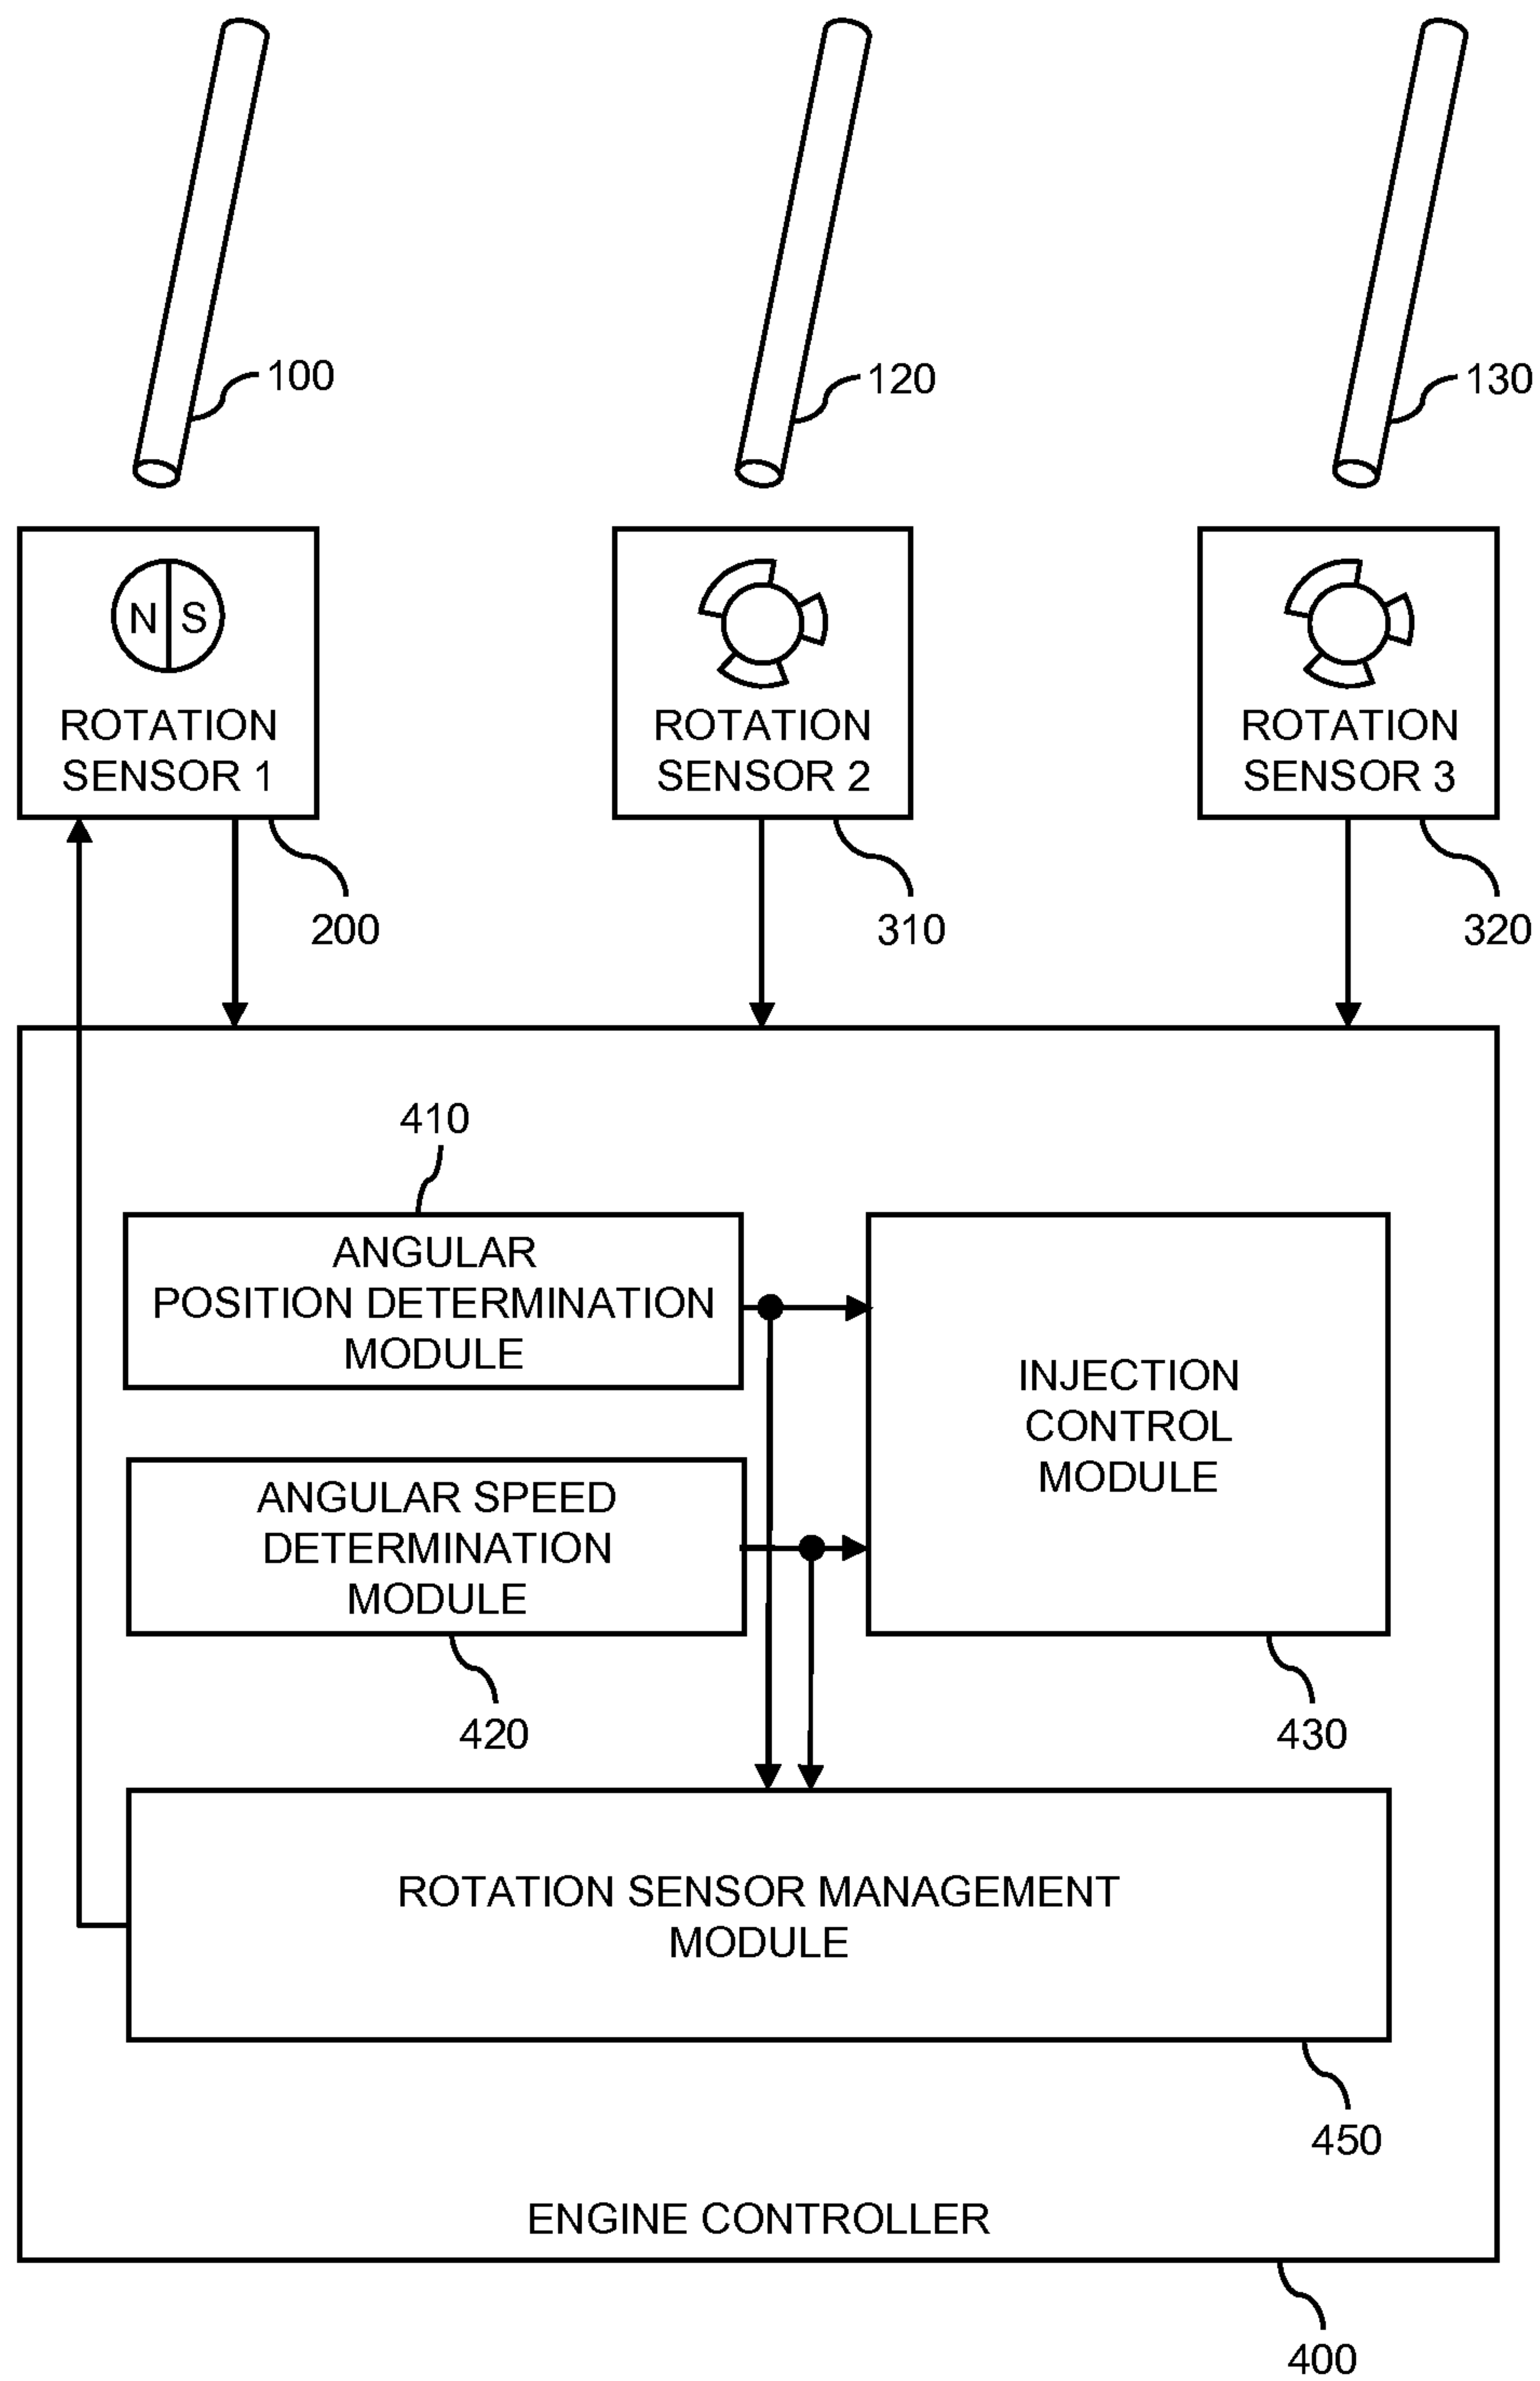 100
120
130
N S
ROTATION
SENSOR 1
ROTATION
SENSOR 2
ROTATION
SENSOR 3
200
310
320
410
ANGULAR
POSITION DETERMINATION
MODULE
INJECTION
CONTROL
MODULE
ANGULAR SPEED
DETERMINATION
MODULE
420
430
ROTATION SENSOR MANAGEMENT
MODULE
450
ENGINE CONTROLLER
400